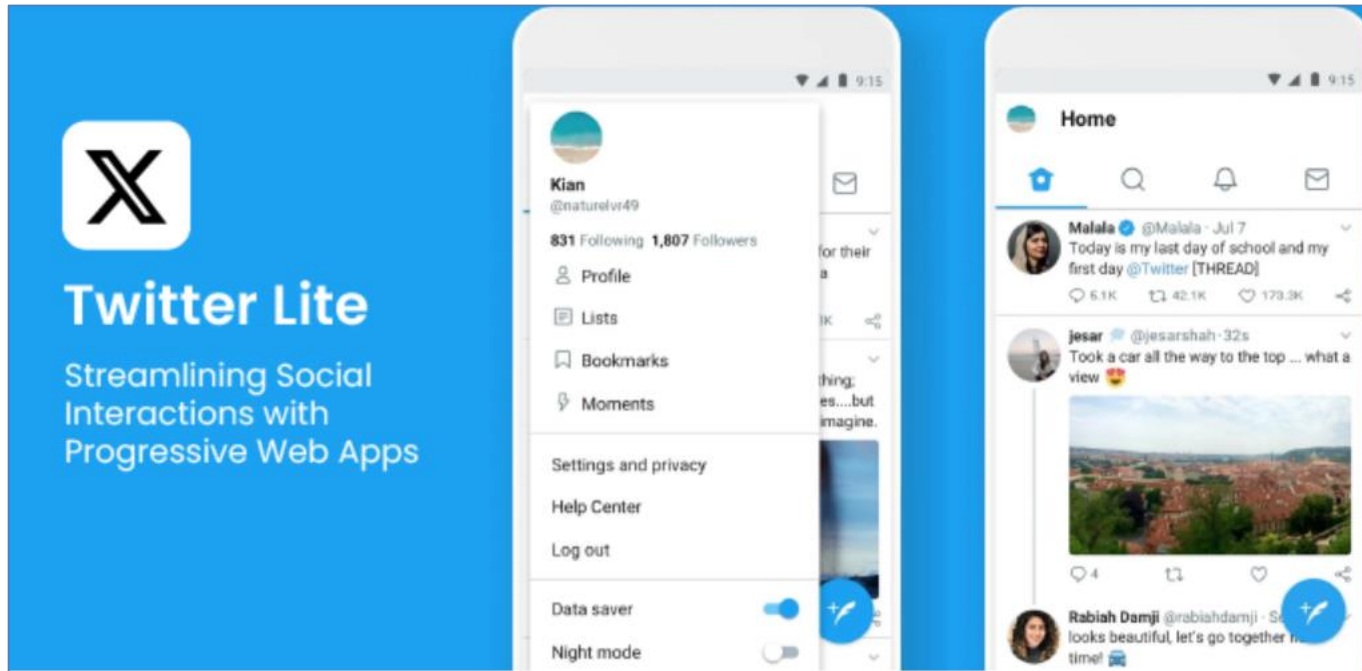 X
Twitter Lite
Streamlining Social
Interactions with
Progressive Web Apps
9:15
Kian
@naturelvr49
831 Following 1,807 Followers
Profile
Lists
Bookmarks
Moments
Settings and privacy
Help Center
Log out
Data saver
Night mode
for their
a
K
thing;
es....but
imagine.
9:15
Home
Malala @Malala · Jul 7
Today is my last day of school and my
first day @Twitter [THREAD]
6.1K 42.1K 173.3K
jesar @jesarshah · 32s
Took a car all the way to the top ... what a
view
4
Rabiah Damji @rabiahdamji · Se
looks beautiful, let's go together
time!